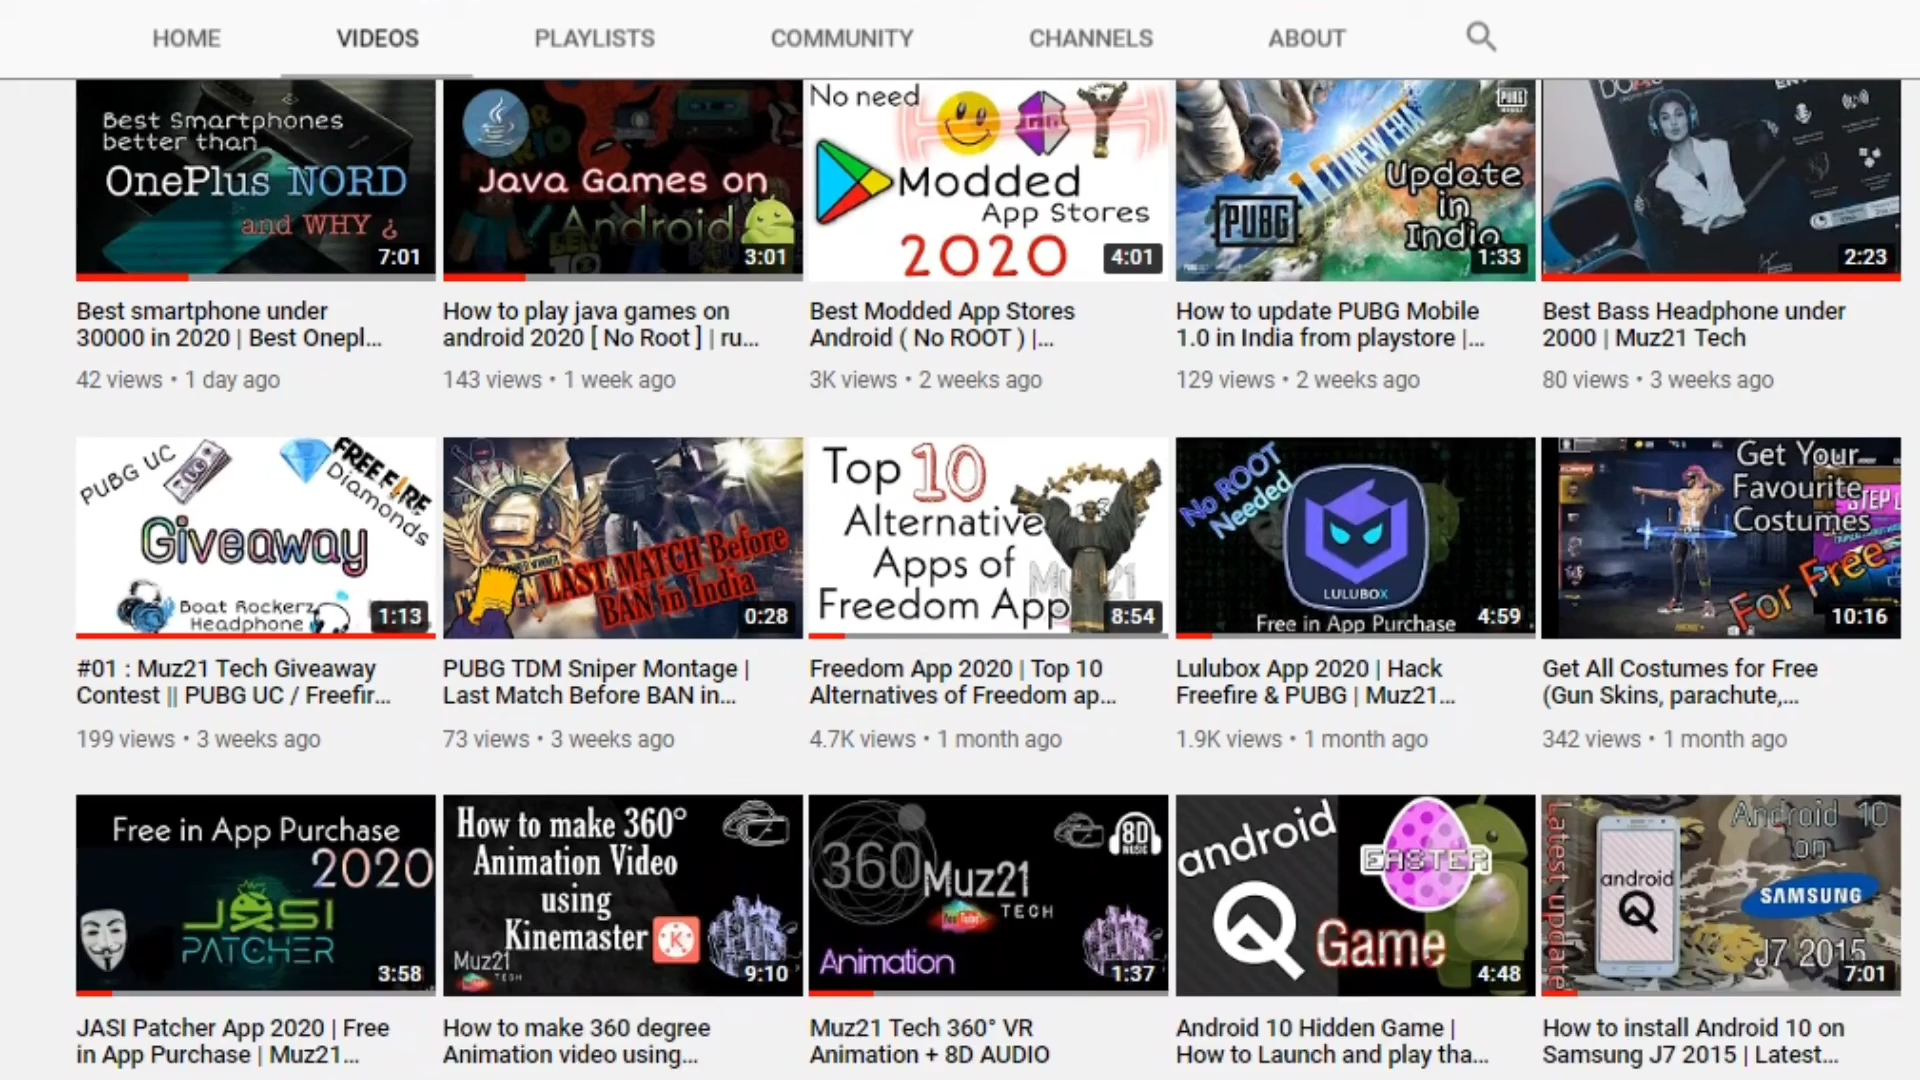 HOME VIDEOS PLAYLISTS COMMUNITY CHANNELS ABOUT
Best Smartphones
better than
OnePlus NORD
and WHY ¿
7:01
Java Games on
Android
3:01
No need
Modded
App Stores
2020
4:01
PUBG
NEW ERA
PUBG
Update
in
India
1:33
2:23
Best smartphone under
30000 in 2020 | Best Onepl...
42 views • 1 day ago
How to play java games on
android 2020 [ No Root ] | ru...
143 views • 1 week ago
Best Modded App Stores
Android ( No ROOT ) |...
3K views • 2 weeks ago
How to update PUBG Mobile
1.0 in India from playstore |...
129 views • 2 weeks ago
Best Bass Headphone under
2000 | Muz21 Tech
80 views • 3 weeks ago
PUBG UC
FREE FIRE
Diamonds
Giveaway
Boat Rockerz
Headphone
1:13
LAST MATCH Before
BAN in India
0:28
Top 10
Alternative
Apps of
Freedom App
8:54
No ROOT
Needed
LULUBOX
Free in App Purchase
4:59
Get Your
Favourite
Costumes
For Free
10:16
#01 : Muz21 Tech Giveaway
Contest || PUBG UC / Freefir...
199 views • 3 weeks ago
PUBG TDM Sniper Montage |
Last Match Before BAN in...
73 views • 3 weeks ago
Freedom App 2020 | Top 10
Alternatives of Freedom ap...
4.7K views • 1 month ago
Lulubox App 2020 | Hack
Freefire & PUBG | Muz21...
1.9K views • 1 month ago
Get All Costumes for Free
(Gun Skins, parachute,...
342 views • 1 month ago
Free in App Purchase
2020
JASI
PATCHER
3:58
How to make 360°
Animation Video
using
Kinemaster
Muz21
TECH
9:10
360
8D
MUSIC
Muz21
YouTube
TECH
Animation
1:37
android
EASTER
Q Game
4:48
Latest update
Android 10
on
android
SAMSUNG
J7 2015
7:01
JASI Patcher App 2020 | Free
in App Purchase | Muz21...
How to make 360 degree
Animation video using...
Muz21 Tech 360° VR
Animation + 8D AUDIO
Android 10 Hidden Game |
How to Launch and play tha...
How to install Android 10 on
Samsung J7 2015 | Latest...